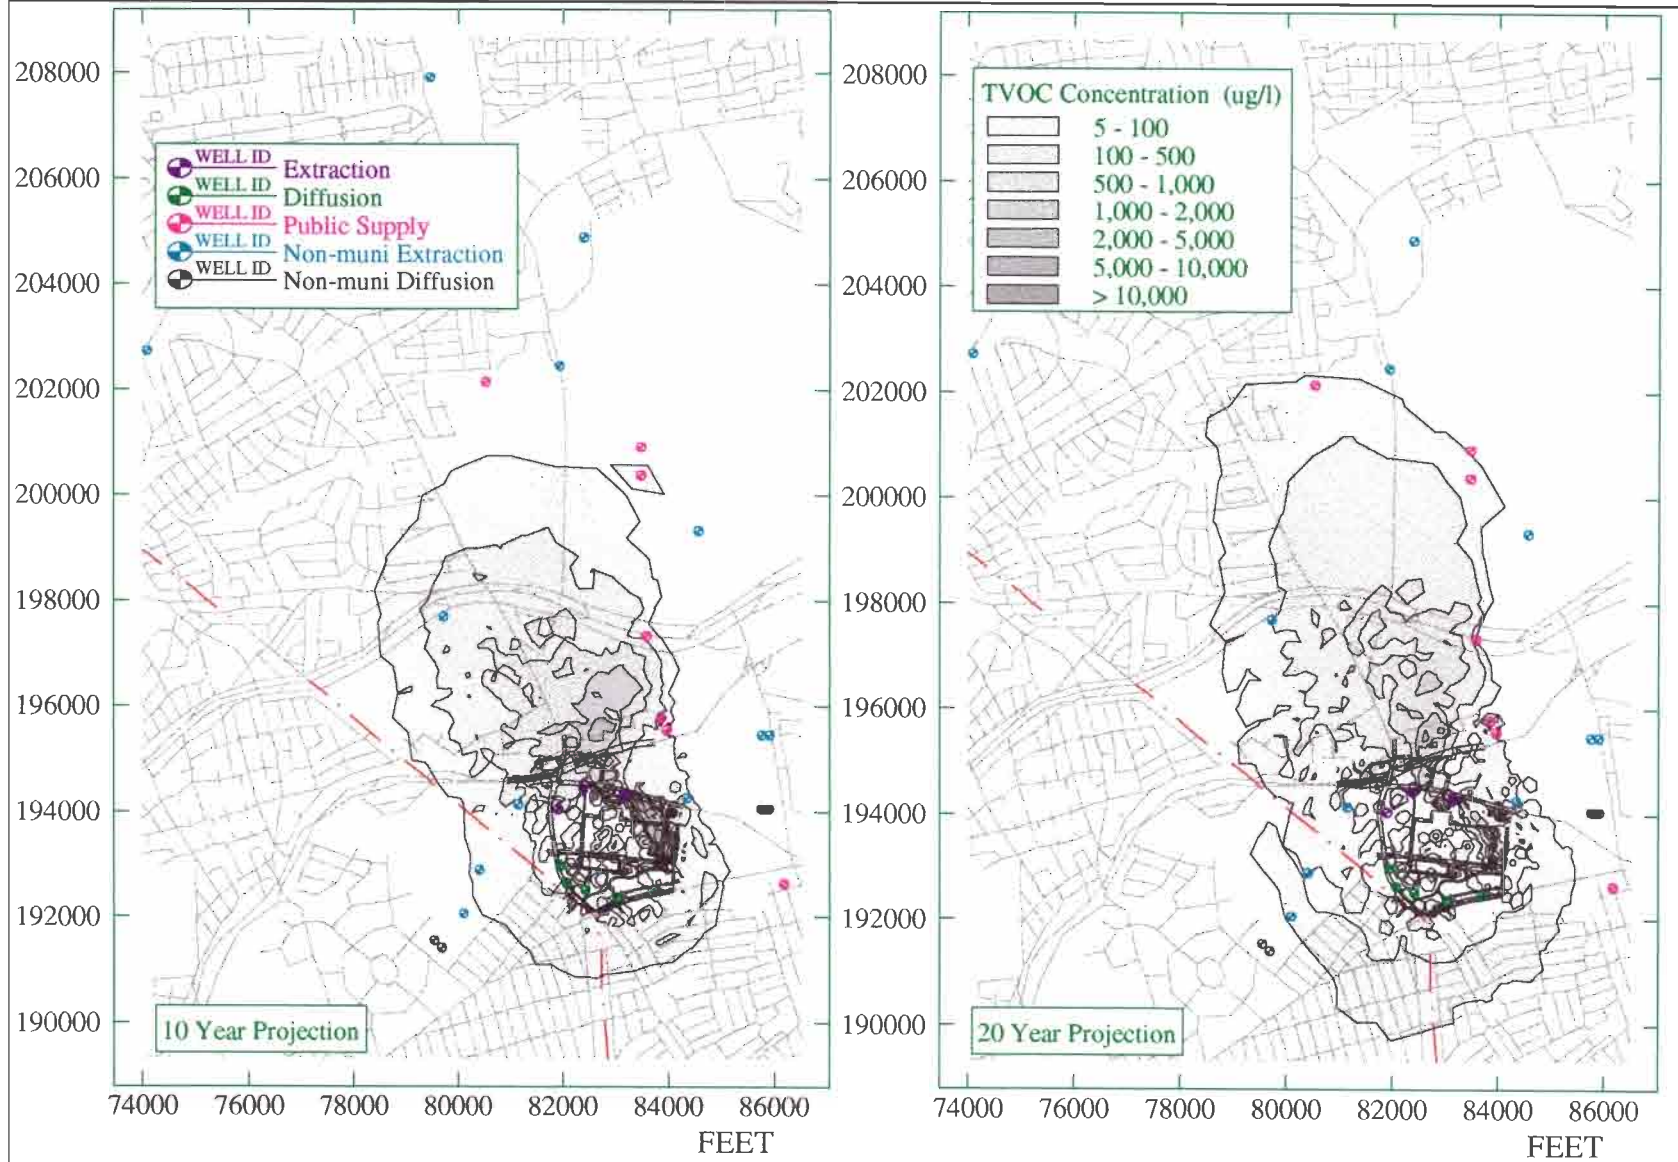 208000
206000
204000
202000
200000
198000
196000
194000
192000
190000
WELL ID Extraction
WELL ID Diffusion
WELL ID Public Supply
WELL ID Non-muni Extraction
WELL ID Non-muni Diffusion
10 Year Projection
74000 76000 78000 80000 82000 84000 86000
FEET
208000
206000
204000
202000
200000
198000
196000
194000
192000
190000
TVOC Concentration (ug/l)
5 - 100
100 - 500
500 - 1,000
1,000 - 2,000
2,000 - 5,000
5,000 - 10,000
> 10,000
20 Year Projection
74000 76000 78000 80000 82000 84000 86000
FEET